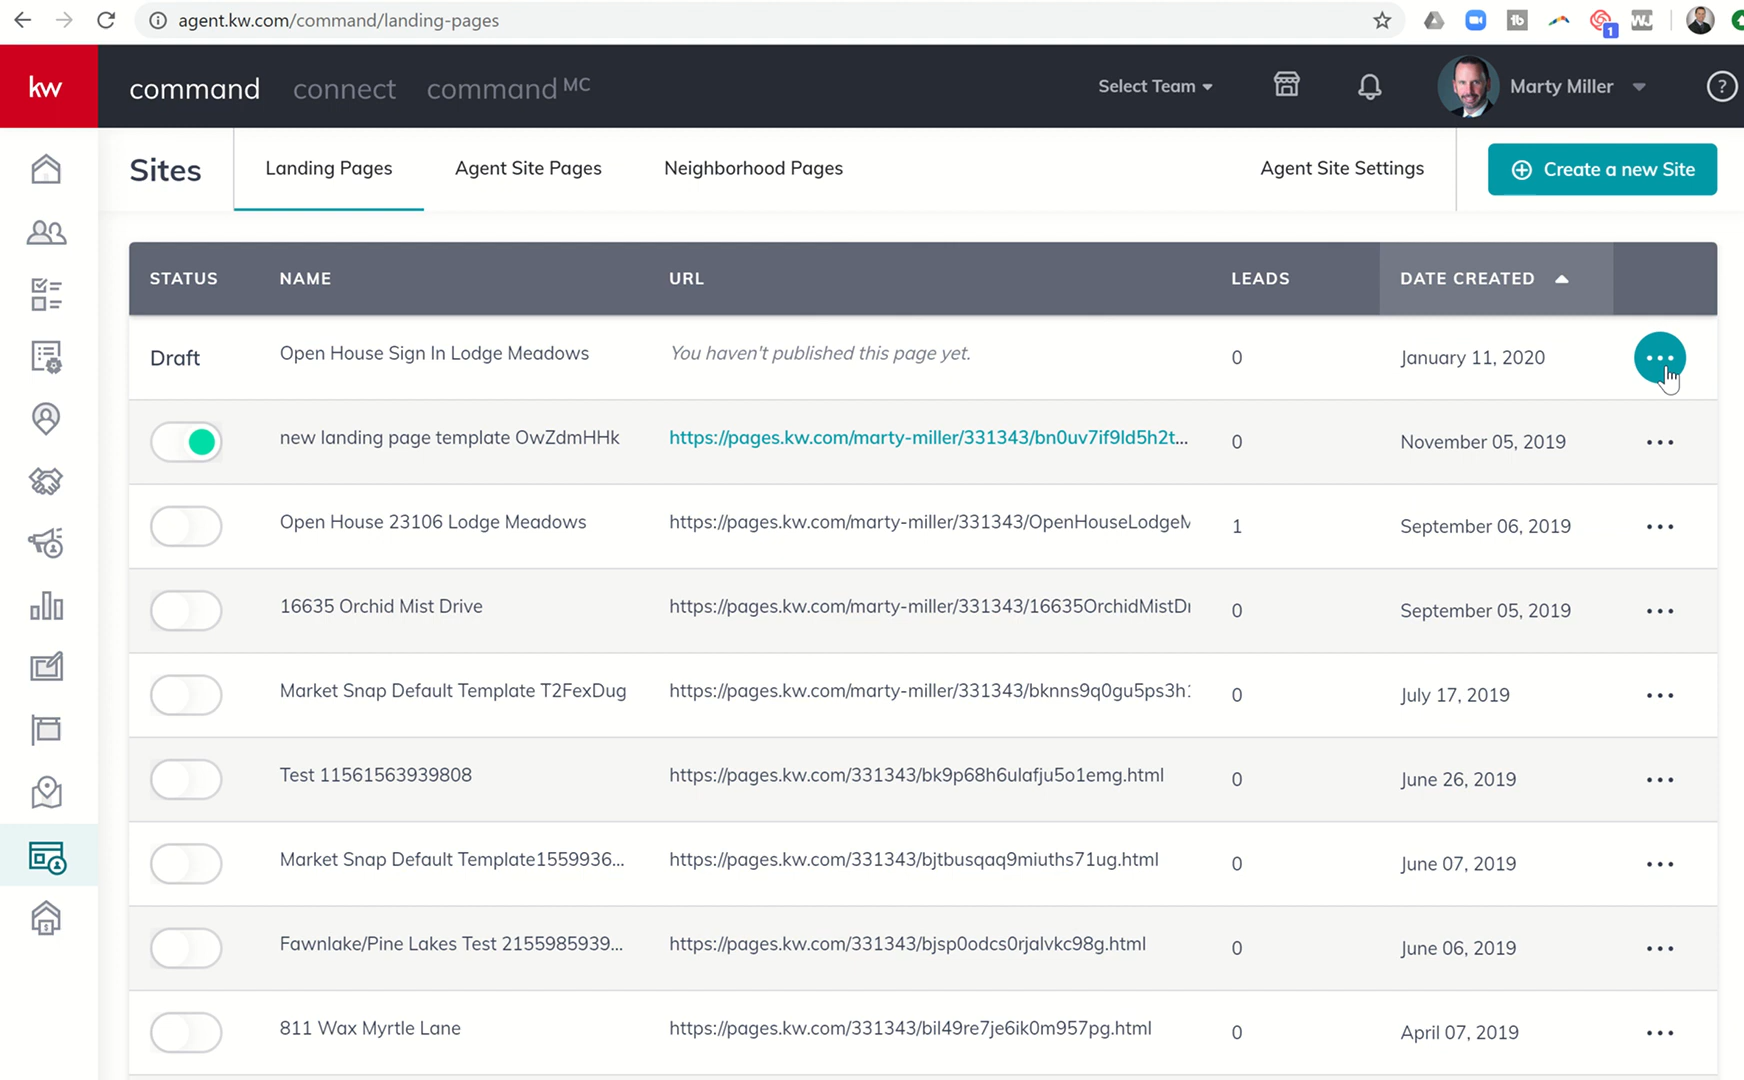 agent.kw.com/command/landing-pages
1
kw
command connect command MC
Select Team
Marty Miller
?
Sites
Landing Pages
Agent Site Pages
Neighborhood Pages
Agent Site Settings
Create a new Site
STATUS NAME URL LEADS DATE CREATED
Draft Open House Sign In Lodge Meadows You haven't published this page yet. 0 January 11, 2020
new landing page template OwZdmHHk https://pages.kw.com/marty-miller/331343/bn0uv7if9ld5h2t... 0 November 05, 2019
Open House 23106 Lodge Meadows https://pages.kw.com/marty-miller/331343/OpenHouseLodgeM 1 September 06, 2019
16635 Orchid Mist Drive https://pages.kw.com/marty-miller/331343/16635OrchidMistDr 0 September 05, 2019
Market Snap Default Template T2FexDug https://pages.kw.com/marty-miller/331343/bknns9q0gu5ps3h 0 July 17, 2019
Test 11561563939808 https://pages.kw.com/331343/bk9p68h6ulafju5o1emg.html 0 June 26, 2019
Market Snap Default Template1559936... https://pages.kw.com/331343/bjtbusqaq9miuths71ug.html 0 June 07, 2019
Fawnlake/Pine Lakes Test 2155985939... https://pages.kw.com/331343/bjsp0odcs0rjalvkc98g.html 0 June 06, 2019
811 Wax Myrtle Lane https://pages.kw.com/331343/bil49re7je6ik0m957pg.html 0 April 07, 2019